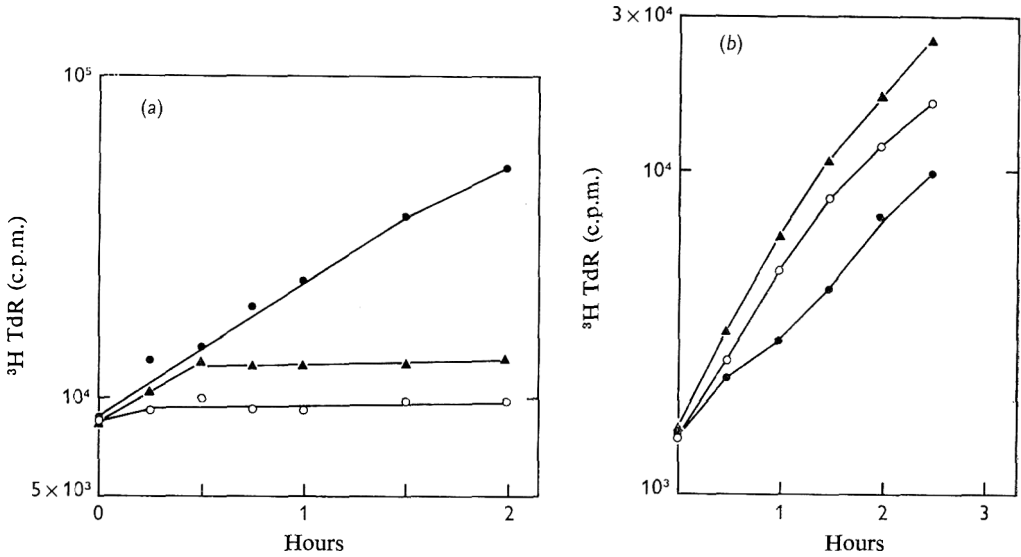 (a)
10⁵
10⁴
5 × 10³
³H TdR (c.p.m.)
0 1 2
Hours
(b)
3 × 10⁴
10⁴
10³
³H TdR (c.p.m.)
1 2 3
Hours